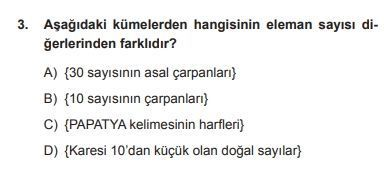 3. Aşağıdaki kümelerden hangisinin eleman sayısı di-
ğerlerinden farklıdır?
A) {30 sayısının asal çarpanları}
B) {10 sayısının çarpanları}
C) {PAPATYA kelimesinin harfleri}
D) {Karesi 10'dan küçük olan doğal sayılar}